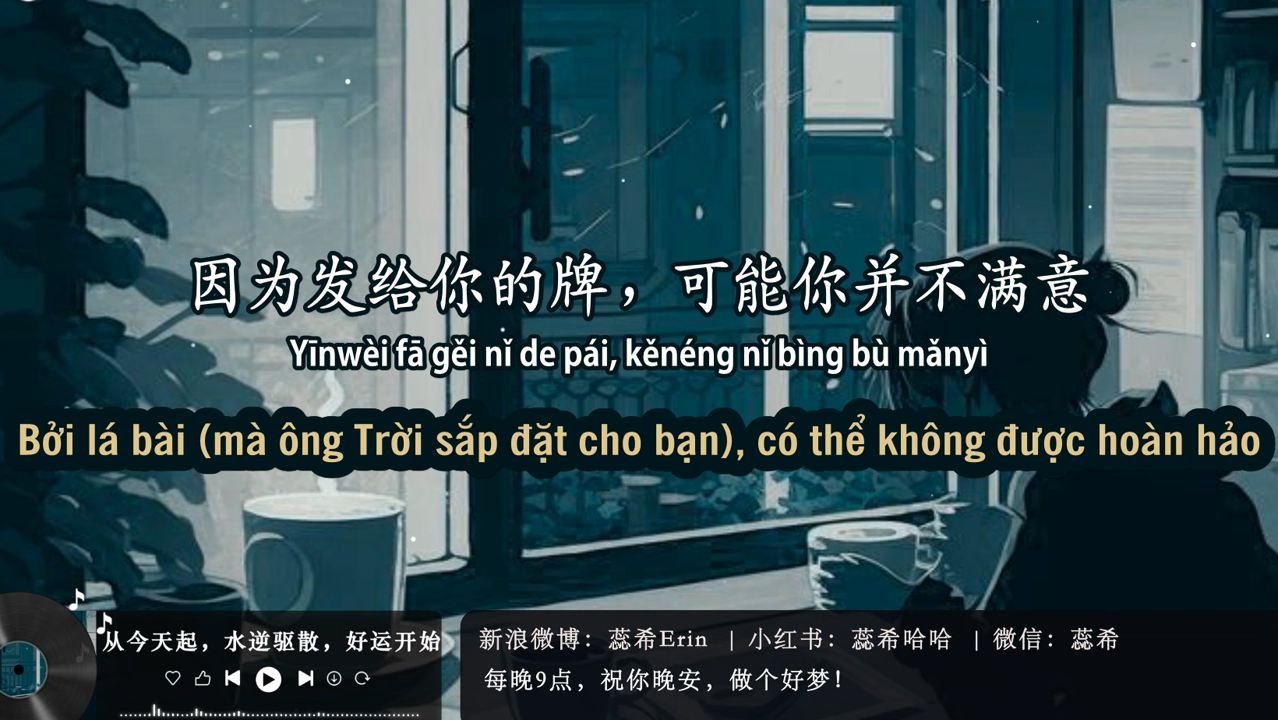 因为发给你的牌，可能你并不满意
Yīnwèi fā gěi nǐ de pái, kěnéng nǐ bìng bù mǎnyì
Bởi lá bài (mà ông Trời sắp đặt cho bạn), có thể không được hoàn hảo
从今天起，水逆驱散，好运开始
新浪微博：蕊希Erin ｜小红书：蕊希哈哈 ｜微信：蕊希
每晚9点，祝你晚安，做个好梦！